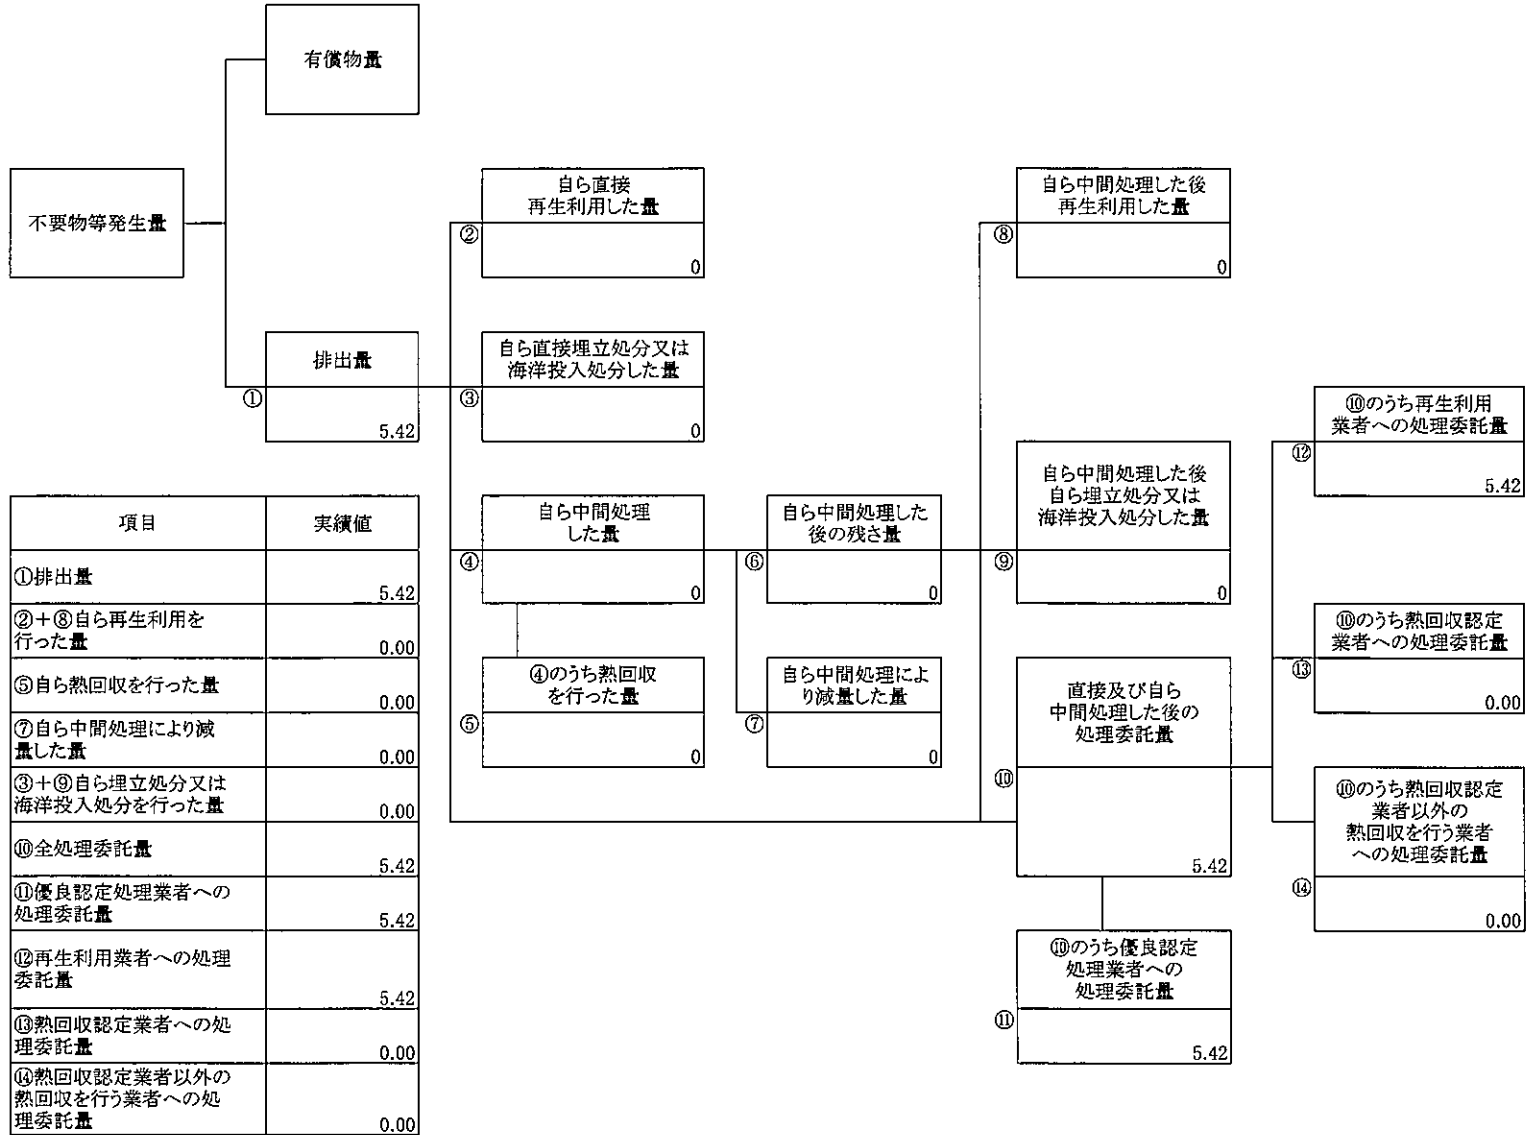 有償物量
不要物等発生量
自ら直接
再生利用した量
②
0
自ら中間処理した後
再生利用した量
⑧
0
排出量
①
5.42
自ら直接埋立処分又は
海洋投入処分した量
③
0
⑩のうち再生利用
業者への処理委託量
⑫
5.42
自ら中間処理した後
自ら埋立処分又は
海洋投入処分した量
⑨
0
自ら中間処理
した量
④
0
自ら中間処理した
後の残さ量
⑥
0
⑩のうち熱回収認定
業者への処理委託量
⑬
0.00
④のうち熱回収
を行った量
⑤
0
自ら中間処理によ
り減量した量
⑦
0
直接及び自ら
中間処理した後の
処理委託量
⑩
5.42
⑩のうち熱回収認定
業者以外の
熱回収を行う業者
への処理委託量
⑭
0.00
⑩のうち優良認定
処理業者への
処理委託量
⑪
5.42
項目 実績値
①排出量
5.42
②+⑧自ら再生利用を
行った量
0.00
⑤自ら熱回収を行った量
0.00
⑦自ら中間処理により減
量した量
0.00
③+⑨自ら埋立処分又は
海洋投入処分を行った量
0.00
⑩全処理委託量
5.42
⑪優良認定処理業者への
処理委託量
5.42
⑫再生利用業者への処理
委託量
5.42
⑬熱回収認定業者への処
理委託量
0.00
⑭熱回収認定業者以外の
熱回収を行う業者への処
理委託量
0.00